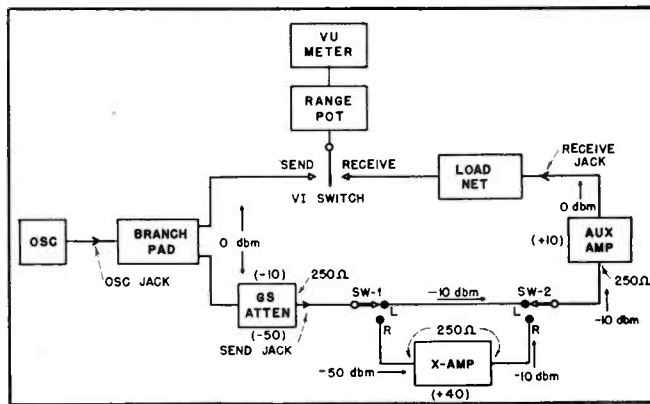 VU
METER
RANGE
POT
SEND
RECEIVE
VI SWITCH
LOAD
NET
RECEIVE
JACK
0 dbm
OSC
BRANCH
PAD
OSC JACK
0 dbm
(-10)
250Ω
GS
ATTEN
(-50)
SEND JACK
SW-1
-10 dbm
SW-2
L
R
L
R
(+10)
AUX
AMP
250Ω
-10 dbm
250Ω
-50 dbm
X-AMP
-10 dbm
(+40)